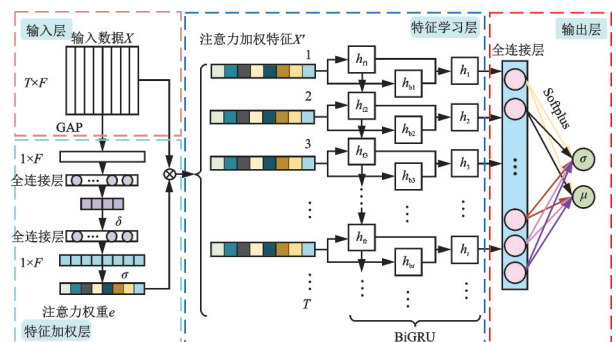 输入层
输入数据X
T×F
GAP
1×F
全连接层
δ
全连接层
1×F
σ
注意力权重e
特征加权层
特征学习层
注意力加权特征X′
1
h_f1
h_b1
h_1
2
h_f2
h_b2
h_2
3
h_f3
h_b3
h_3
h_ft
h_bt
h_t
T
BiGRU
输出层
全连接层
Softplus
σ
μ